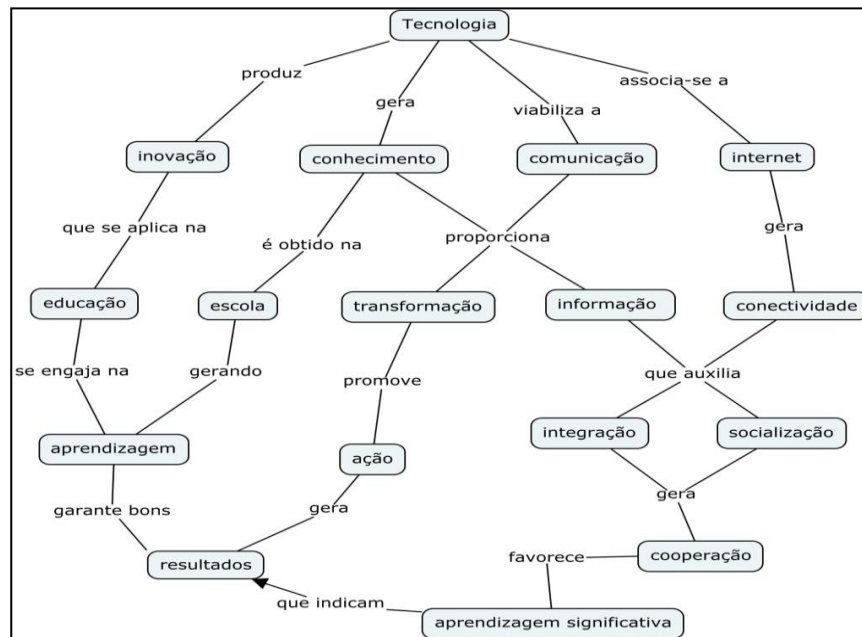 Tecnologia
produz
associa-se a
gera
viabiliza a
inovação
conhecimento
comunicação
internet
que se aplica na
é obtido na
proporciona
gera
educação
escola
transformação
informação
conectividade
se engaja na
gerando
promove
que auxilia
aprendizagem
ação
integração
socialização
garante bons
gera
gera
resultados
favorece
cooperação
que indicam
aprendizagem significativa